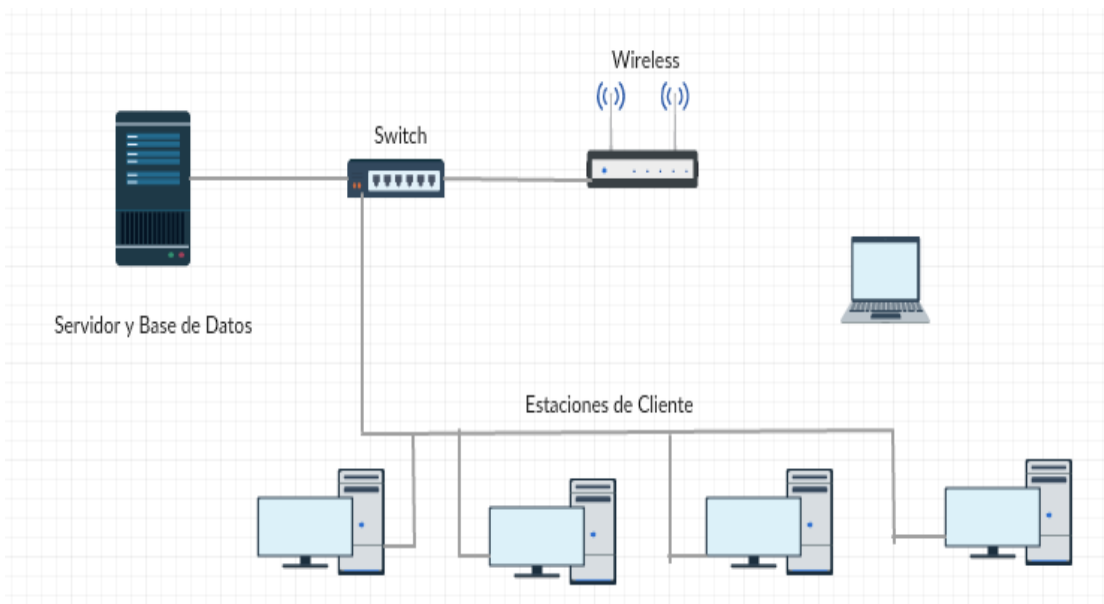 Wireless
Switch
Servidor y Base de Datos
Estaciones de Cliente